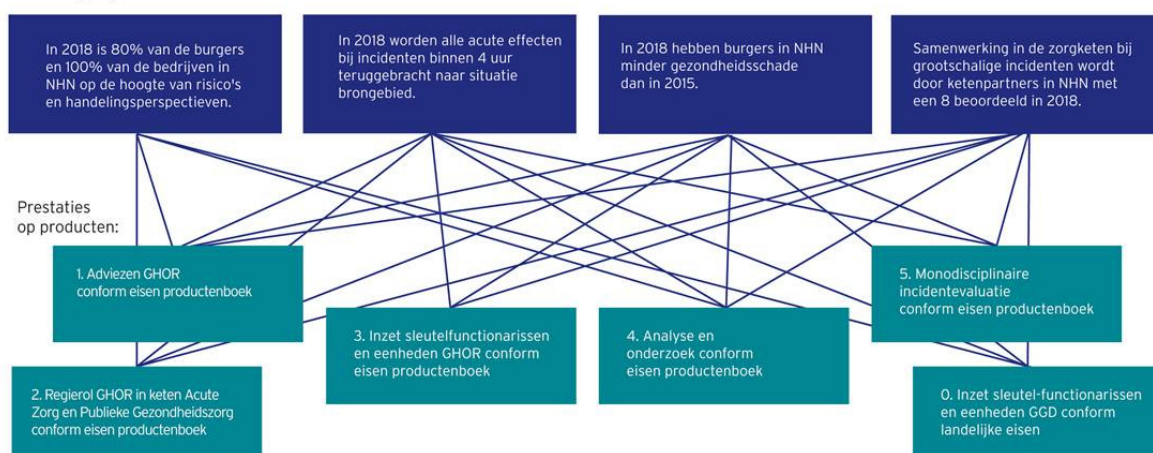 In 2018 is 80% van de burgers
en 100% van de bedrijven in
NHN op de hoogte van risico's
en handelingsperspectieven.
In 2018 worden alle acute effecten
bij incidenten binnen 4 uur
teruggebracht naar situatie
brongebied.
In 2018 hebben burgers in NHN
minder gezondheidsschade
dan in 2015.
Samenwerking in de zorgketen bij
grootschalige incidenten wordt
door ketenpartners in NHN met
een 8 beoordeeld in 2018.
Prestaties
op producten:
1. Adviezen GHOR
conform eisen productenboek
5. Monodisciplinaire
incidentevaluatie
conform eisen productenboek
3. Inzet sleutelfunctionarissen
en eenheden GHOR conform
eisen productenboek
4. Analyse en
onderzoek conform
eisen productenboek
2. Regierol GHOR in keten Acute
Zorg en Publieke Gezondheidszorg
conform eisen productenboek
0. Inzet sleutel-functionarissen
en eenheden GGD conform
landelijke eisen